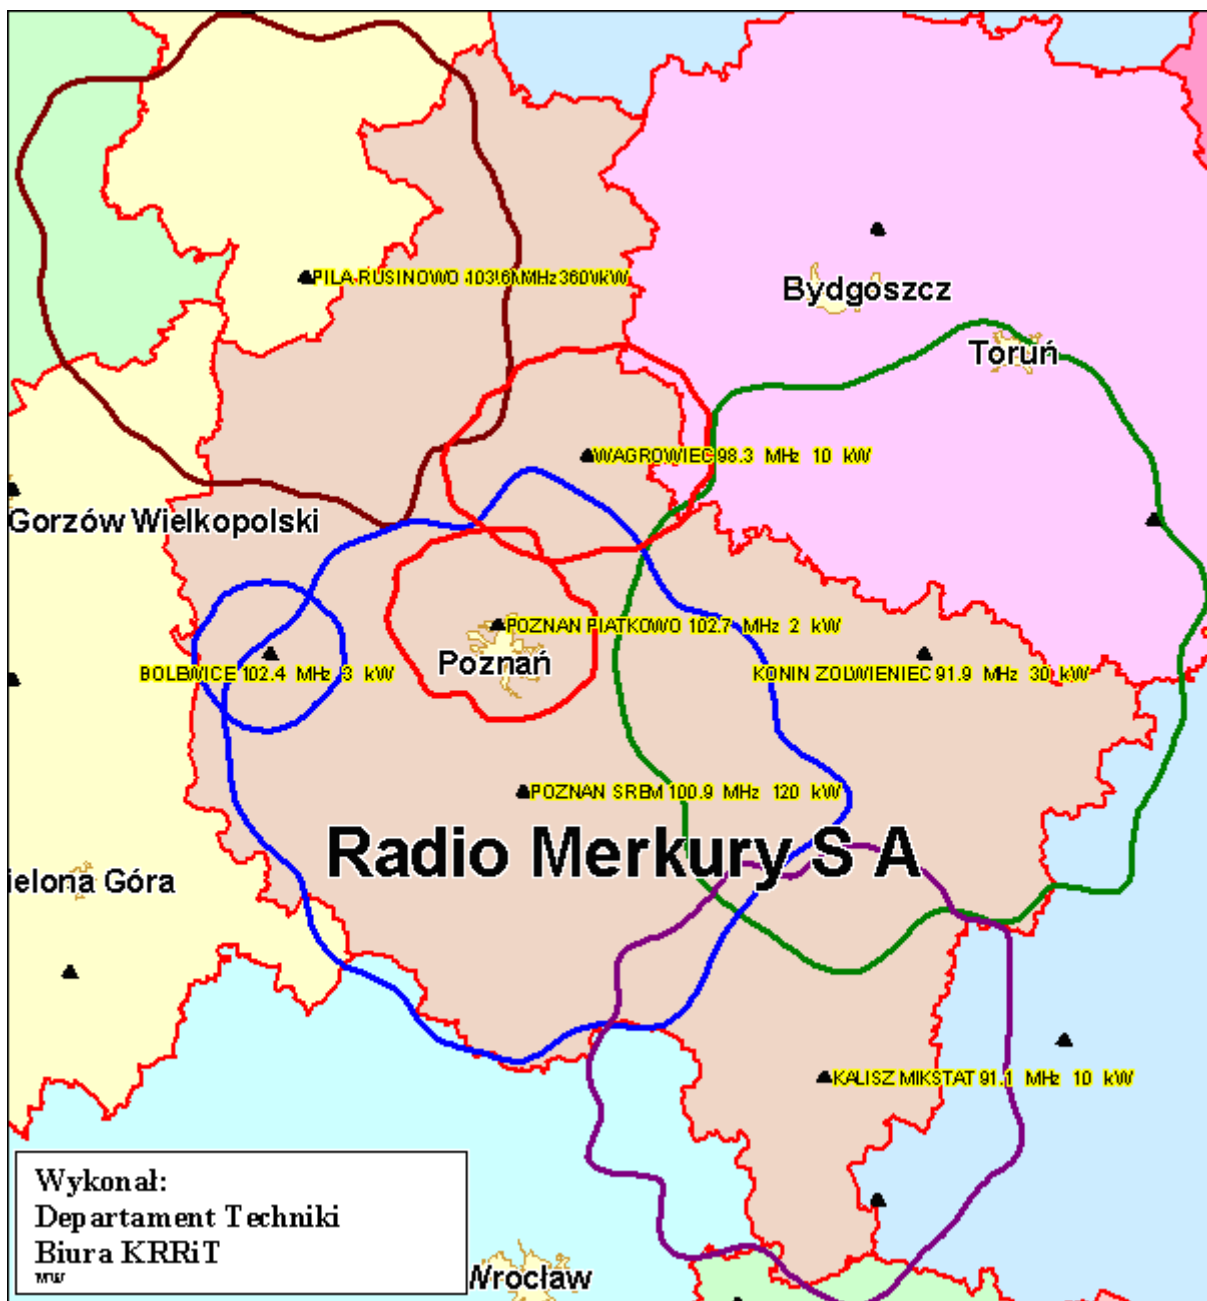 PILA RUSINOWO 103.6 MHz 60 kW
Bydgoszcz
Toruń
WAGROWIEC 98.3 MHz 10 kW
Gorzów Wielkopolski
POZNAN PIATKOWO 102.7 MHz 2 kW
Poznań
BOLEWICE 102.4 MHz 3 kW
KONIN ZOLWIENIEC 91.9 MHz 30 kW
POZNAN SREM 100.9 MHz 120 kW
Radio Merkury S A
ielona Góra
KALISZ MIKSTAT 91.1 MHz 10 kW
Wykonał:
Departament Techniki
Biura KRRiT
MW
Wrocław